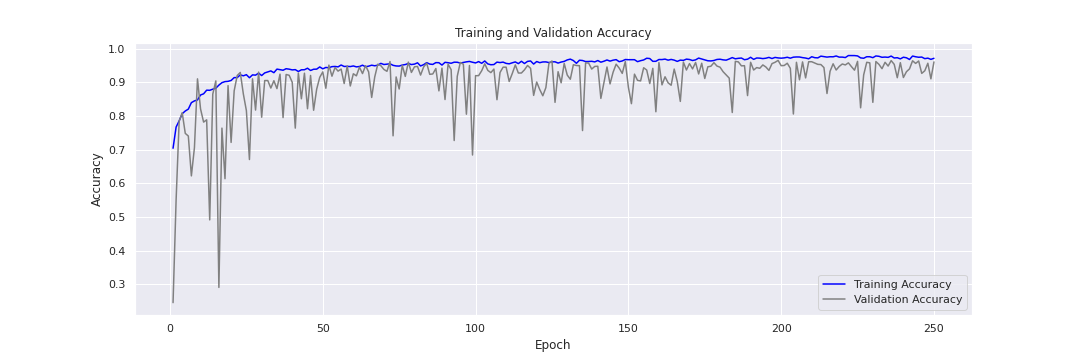 Training and Validation Accuracy
1.0
0.9
0.8
0.7
0.6
0.5
0.4
0.3
Accuracy
0 50 100 150 200 250
Epoch
Training Accuracy
Validation Accuracy